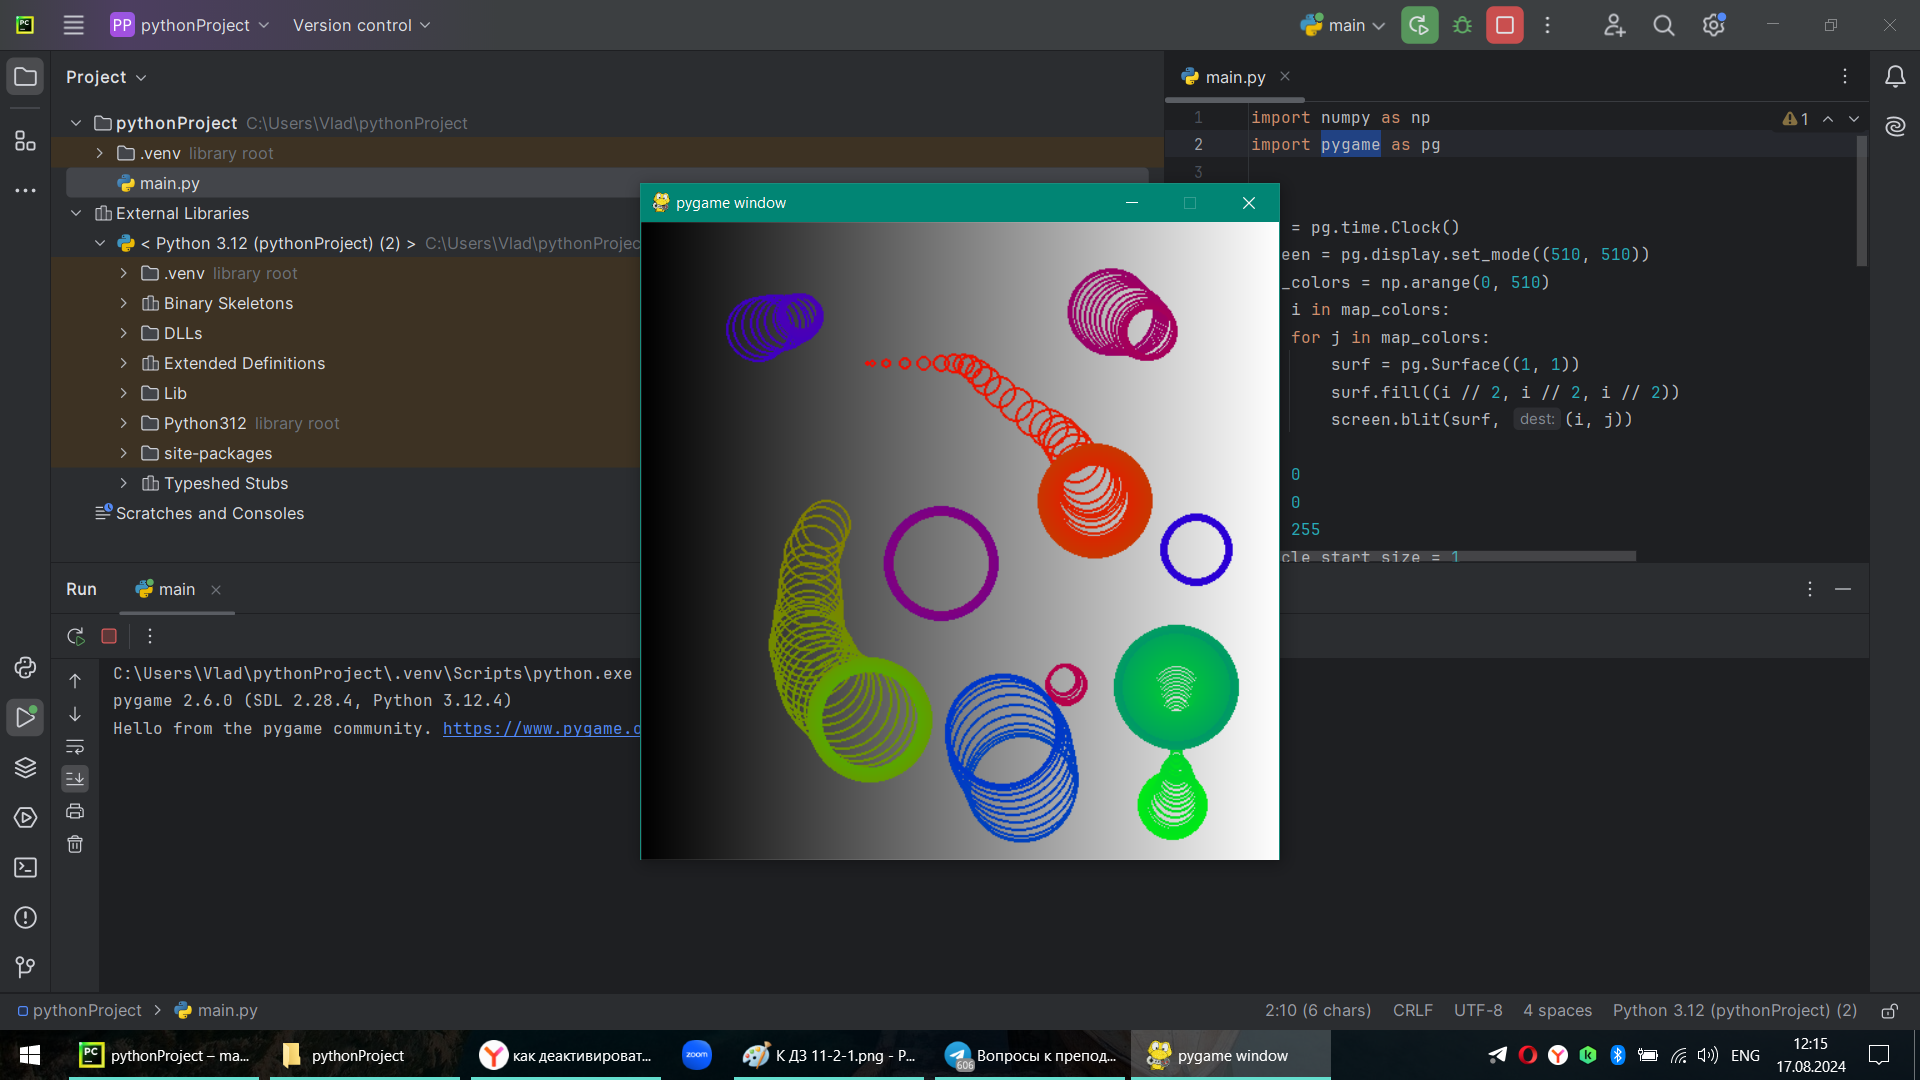 PC
PP pythonProject
Version control
main
Project
pythonProject C:\Users\Vlad\pythonProject
.venv library root
main.py
External Libraries
< Python 3.12 (pythonProject) (2) > C:\Users\Vlad\pythonProjec
.venv library root
Binary Skeletons
DLLs
Extended Definitions
Lib
Python312 library root
site-packages
Typeshed Stubs
Scratches and Consoles
main.py
1 import numpy as np
1
2 import pygame as pg
3
= pg.time.Clock()
een = pg.display.set_mode((510, 510))
_colors = np.arange(0, 510)
i in map_colors:
for j in map_colors:
surf = pg.Surface((1, 1))
surf.fill((i // 2, i // 2, i // 2))
screen.blit(surf, dest: (i, j))
0
0
255
cle_start_size = 1
pygame window
Run
main
C:\Users\Vlad\pythonProject\.venv\Scripts\python.exe
pygame 2.6.0 (SDL 2.28.4, Python 3.12.4)
Hello from the pygame community. https://www.pygame.o
pythonProject
main.py
2:10 (6 chars)
CRLF
UTF-8
4 spaces
Python 3.12 (pythonProject) (2)
PC
pythonProject – ma...
pythonProject
как деактивироват...
zoom
К ДЗ 11-2-1.png - P...
606
Вопросы к препод...
pygame window
ENG
12:15
17.08.2024